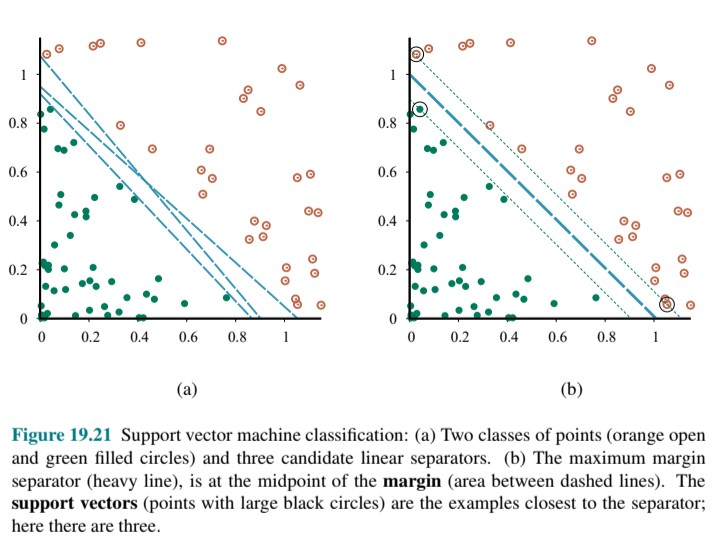 1
0.8
0.6
0.4
0.2
0
0 0.2 0.4 0.6 0.8 1
(a)
1
0.8
0.6
0.4
0.2
0
0 0.2 0.4 0.6 0.8 1
(b)
Figure 19.21 Support vector machine classification: (a) Two classes of points (orange open
and green filled circles) and three candidate linear separators. (b) The maximum margin
separator (heavy line), is at the midpoint of the margin (area between dashed lines). The
support vectors (points with large black circles) are the examples closest to the separator;
here there are three.